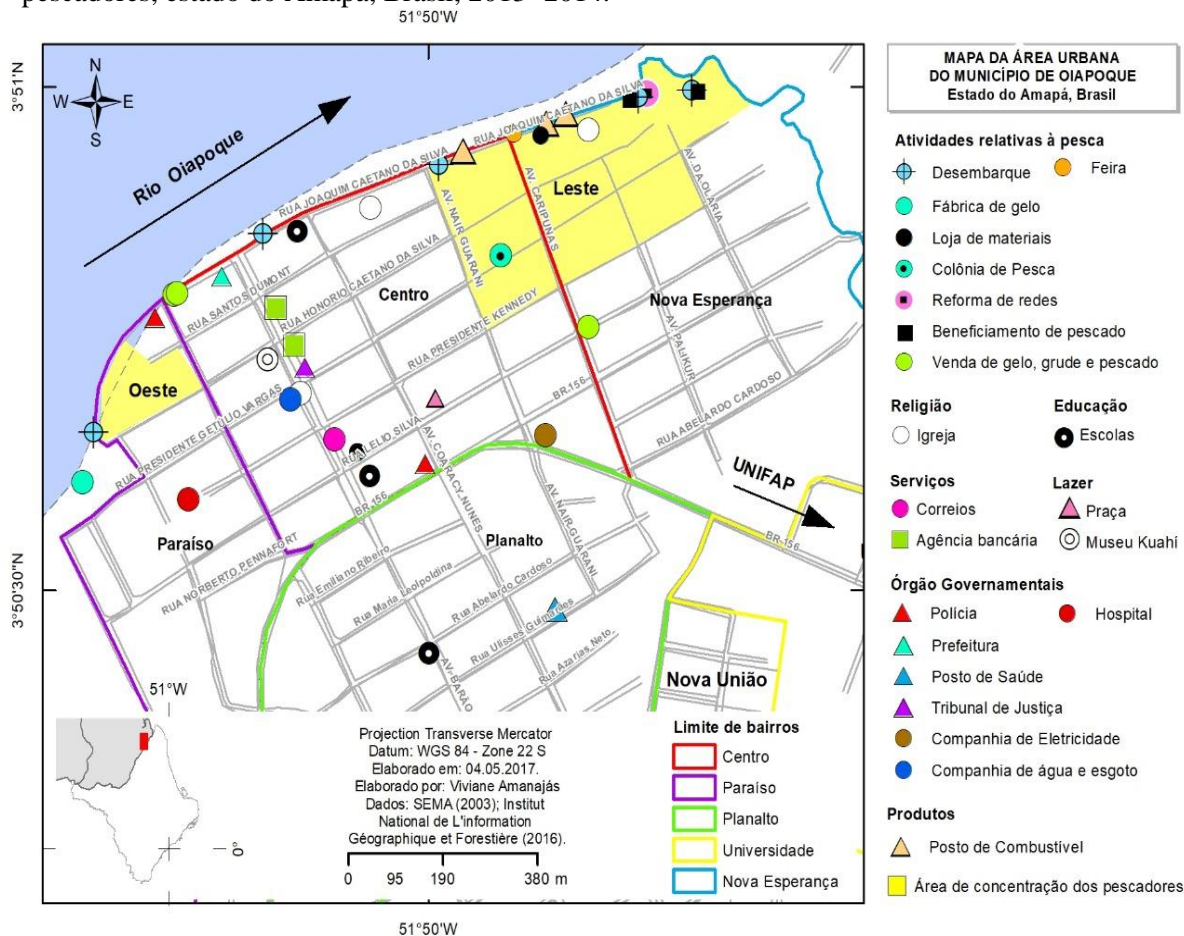 pescadores, estado do Amapá, Brasil, 2013–2014.
51°50'W
3°51'N
3°50'30"N
N
W
E
S
Rio Oiapoque
RUA JOAQUIM CAETANO DA SILVA
RUA JOAQUIM CAETANO DA SILVA
RUA SANTOS DUMONT
RUA HONORIO CAETANO DA SILVA
AV. NAIR GUARANI
AV. CARIPUNAS
AV. DA OLARIA
Leste
Centro
Nova Esperança
RUA PRESIDENTE KENNEDY
AV. PALIKUR
Oeste
RUA PRESIDENTE GETÚLIO VARGAS
RUA LELIO SILVA
BR.156
RUA ABELARDO CARDOSO
AV. COARACY NUNES
UNIFAP
BR.156
BR.156
AV. NAIR GUARANI
Paraíso
Planalto
RUA NORBERTO PENNAFORT
Rua Emiliano Ribeiro
Rua Maria Leopoldina
Rua Abelardo Cardoso
Rua Ulisses Guimarães
Rua Azarias Neto
AV. BARÃO
Nova União
51°W
0°
Projection Transverse Mercator
Datum: WGS 84 - Zone 22 S
Elaborado em: 04.05.2017.
Elaborado por: Viviane Amanajás
Dados: SEMA (2003); Institut
National de L'information
Géographique et Forestière (2016).
0 95 190 380 m
Limite de bairros
Centro
Paraíso
Planalto
Universidade
Nova Esperança
51°50'W
MAPA DA ÁREA URBANA
DO MUNICÍPIO DE OIAPOQUE
Estado do Amapá, Brasil
Atividades relativas à pesca
Desembarque
Feira
Fábrica de gelo
Loja de materiais
Colônia de Pesca
Reforma de redes
Beneficiamento de pescado
Venda de gelo, grude e pescado
Religião
Educação
Igreja
Escolas
Serviços
Lazer
Correios
Praça
Agência bancária
Museu Kuahí
Órgão Governamentais
Polícia
Hospital
Prefeitura
Posto de Saúde
Tribunal de Justiça
Companhia de Eletricidade
Companhia de água e esgoto
Produtos
Posto de Combustível
Área de concentração dos pescadores